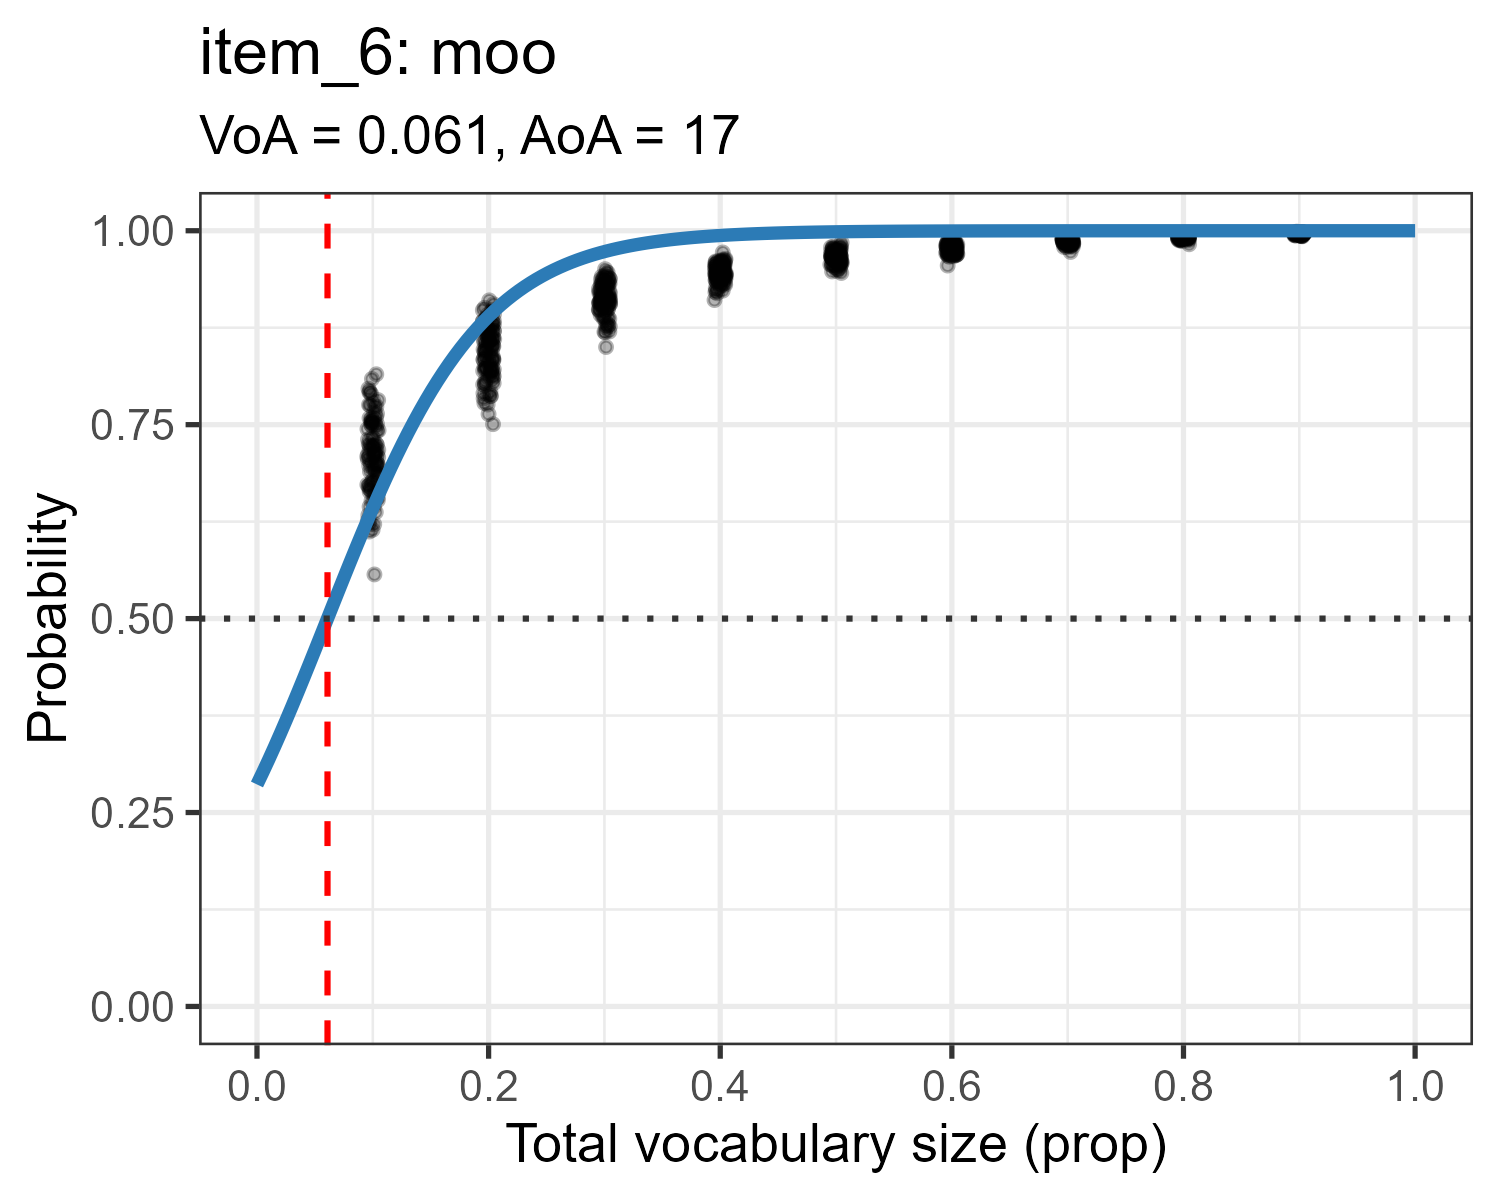 item_6: moo
VoA = 0.061, AoA = 17
Probability
1.00
0.75
0.50
0.25
0.00
0.0 0.2 0.4 0.6 0.8 1.0
Total vocabulary size (prop)